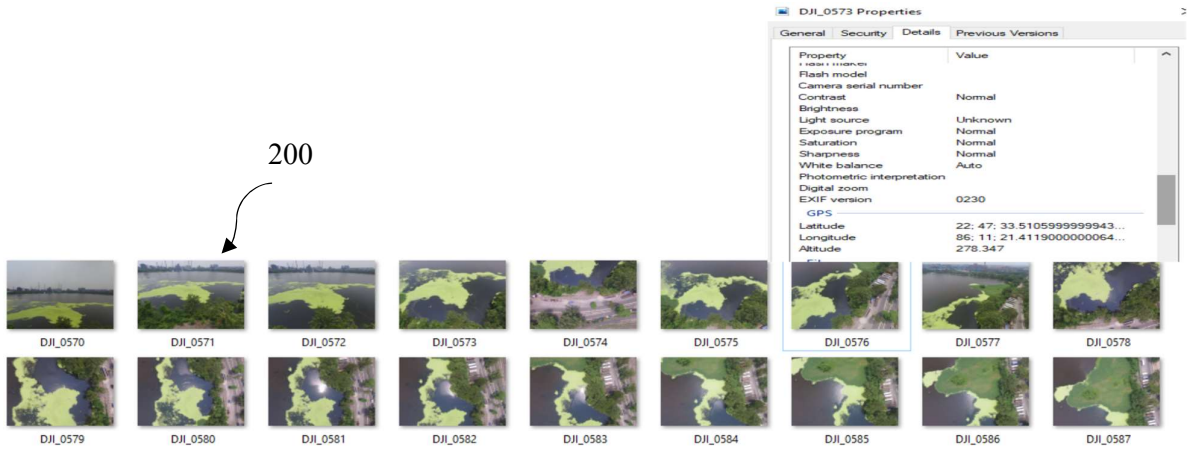 DJI_0573 Properties
General Security Details Previous Versions
Property Value
Flash model
Camera serial number
Contrast Normal
Brightness
Light source Unknown
Exposure program Normal
Saturation Normal
Sharpness Normal
White balance Auto
Photometric interpretation
Digital zoom
EXIF version 0230
GPS
Latitude 22; 47; 33.5105999999943...
Longitude 86; 11; 21.4119000000064...
Altitude 278.347
200
DJI_0570 DJI_0571 DJI_0572 DJI_0573 DJI_0574 DJI_0575 DJI_0576 DJI_0577 DJI_0578
DJI_0579 DJI_0580 DJI_0581 DJI_0582 DJI_0583 DJI_0584 DJI_0585 DJI_0586 DJI_0587